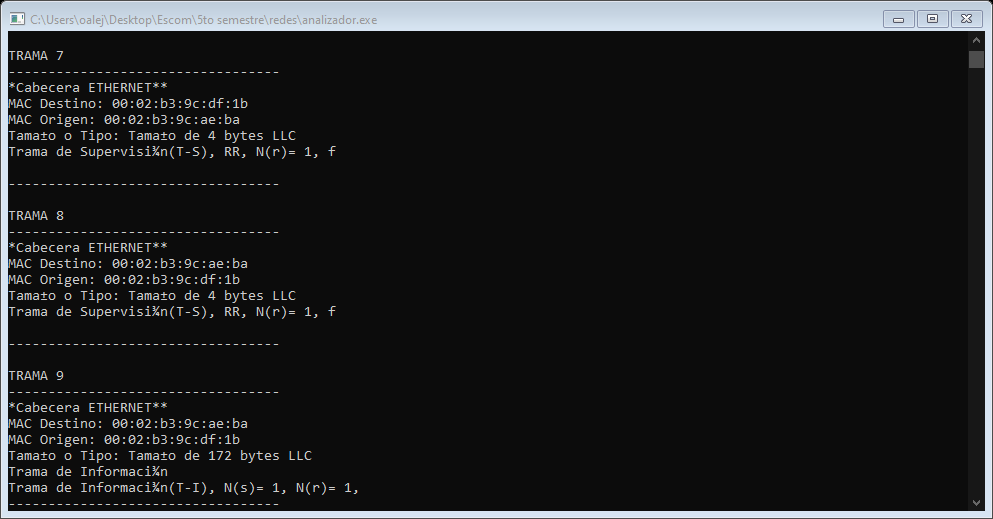 C:\Users\oalej\Desktop\Escom\5to semestre\redes\analizador.exe
TRAMA 7
----------------------------------
*Cabecera ETHERNET**
MAC Destino: 00:02:b3:9c:df:1b
MAC Origen: 00:02:b3:9c:ae:ba
Tama±o o Tipo: Tama±o de 4 bytes LLC
Trama de Supervisi¾n(T-S), RR, N(r)= 1, f
----------------------------------
TRAMA 8
----------------------------------
*Cabecera ETHERNET**
MAC Destino: 00:02:b3:9c:ae:ba
MAC Origen: 00:02:b3:9c:df:1b
Tama±o o Tipo: Tama±o de 4 bytes LLC
Trama de Supervisi¾n(T-S), RR, N(r)= 1, f
----------------------------------
TRAMA 9
----------------------------------
*Cabecera ETHERNET**
MAC Destino: 00:02:b3:9c:ae:ba
MAC Origen: 00:02:b3:9c:df:1b
Tama±o o Tipo: Tama±o de 172 bytes LLC
Trama de Informaci¾n
Trama de Informaci¾n(T-I), N(s)= 1, N(r)= 1,
----------------------------------